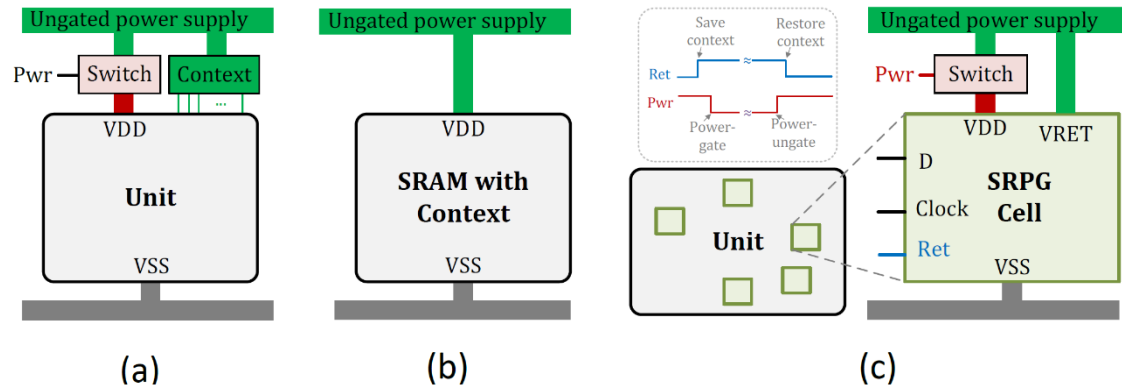 Ungated power supply
Pwr
Switch
Context
...
VDD
Unit
VSS
(a)
Ungated power supply
VDD
SRAM with
Context
VSS
(b)
Save
context
Restore
context
Ret
≈
Pwr
≈
Power-
gate
Power-
ungate
Unit
Ungated power supply
Pwr
Switch
VDD
VRET
D
SRPG
Cell
Clock
Ret
VSS
(c)